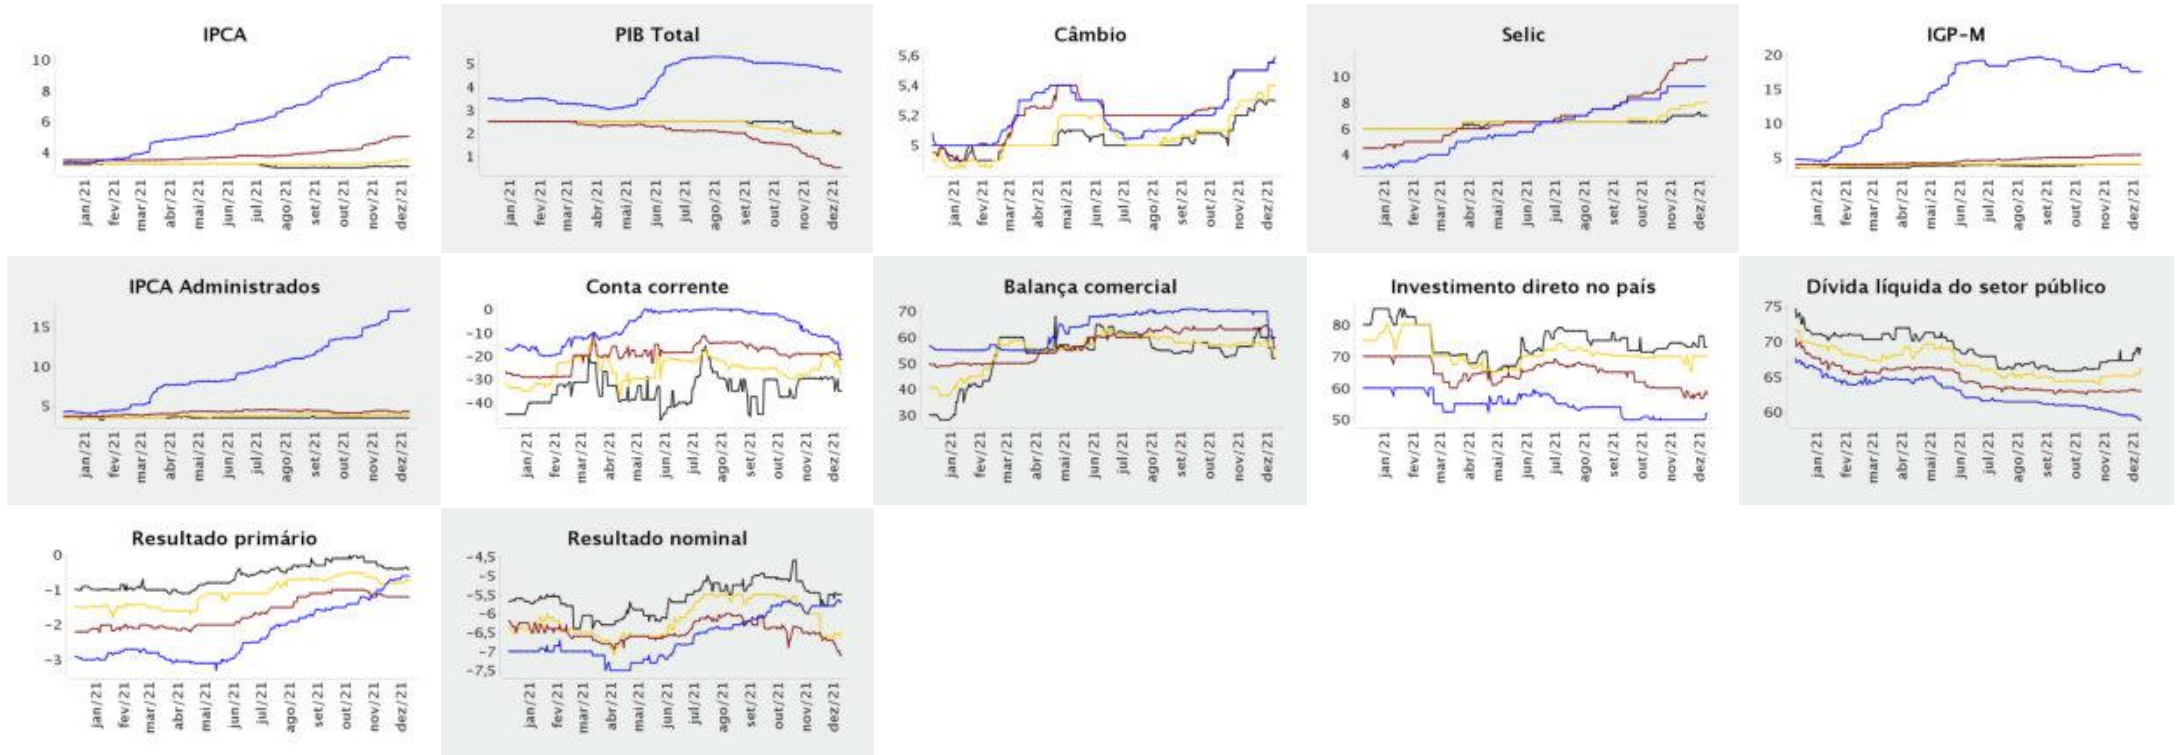 IPCA
10
8
6
4
jan/21 fev/21 mar/21 abr/21 mai/21 jun/21 jul/21 ago/21 set/21 out/21 nov/21 dez/21
PIB Total
5
4
3
2
1
jan/21 fev/21 mar/21 abr/21 mai/21 jun/21 jul/21 ago/21 set/21 out/21 nov/21 dez/21
Câmbio
5,6
5,4
5,2
5
jan/21 fev/21 mar/21 abr/21 mai/21 jun/21 jul/21 ago/21 set/21 out/21 nov/21 dez/21
Selic
10
8
6
4
jan/21 fev/21 mar/21 abr/21 mai/21 jun/21 jul/21 ago/21 set/21 out/21 nov/21 dez/21
IGP-M
20
15
10
5
jan/21 fev/21 mar/21 abr/21 mai/21 jun/21 jul/21 ago/21 set/21 out/21 nov/21 dez/21
IPCA Administrados
15
10
5
jan/21 fev/21 mar/21 abr/21 mai/21 jun/21 jul/21 ago/21 set/21 out/21 nov/21 dez/21
Conta corrente
0
-10
-20
-30
-40
jan/21 fev/21 mar/21 abr/21 mai/21 jun/21 jul/21 ago/21 set/21 out/21 nov/21 dez/21
Balança comercial
70
60
50
40
30
jan/21 fev/21 mar/21 abr/21 mai/21 jun/21 jul/21 ago/21 set/21 out/21 nov/21 dez/21
Investimento direto no país
80
70
60
50
jan/21 fev/21 mar/21 abr/21 mai/21 jun/21 jul/21 ago/21 set/21 out/21 nov/21 dez/21
Dívida líquida do setor público
75
70
65
60
jan/21 fev/21 mar/21 abr/21 mai/21 jun/21 jul/21 ago/21 set/21 out/21 nov/21 dez/21
Resultado primário
0
-1
-2
-3
jan/21 fev/21 mar/21 abr/21 mai/21 jun/21 jul/21 ago/21 set/21 out/21 nov/21 dez/21
Resultado nominal
-4,5
-5
-5,5
-6
-6,5
-7
-7,5
jan/21 fev/21 mar/21 abr/21 mai/21 jun/21 jul/21 ago/21 set/21 out/21 nov/21 dez/21